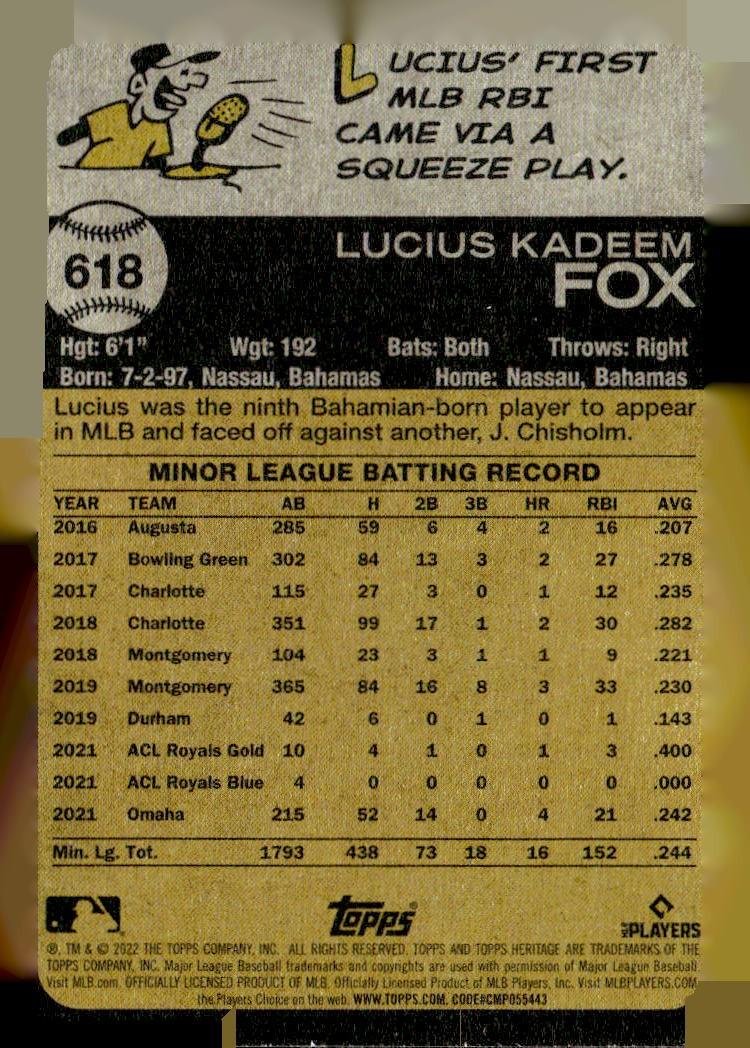 LUCIUS' FIRST
MLB RBI
CAME VIA A
SQUEEZE PLAY.
618
LUCIUS KADEEM
FOX
Hgt: 6'1" Wgt: 192 Bats: Both Throws: Right
Born: 7-2-97, Nassau, Bahamas Home: Nassau, Bahamas
Lucius was the ninth Bahamian-born player to appear
in MLB and faced off against another, J. Chisholm.
MINOR LEAGUE BATTING RECORD
YEAR TEAM AB H 2B 3B HR RBI AVG
2016 Augusta 285 59 6 4 2 16 .207
2017 Bowling Green 302 84 13 3 2 27 .278
2017 Charlotte 115 27 3 0 1 12 .235
2018 Charlotte 351 99 17 1 2 30 .282
2018 Montgomery 104 23 3 1 1 9 .221
2019 Montgomery 365 84 16 8 3 33 .230
2019 Durham 42 6 0 1 0 1 .143
2021 ACL Royals Gold 10 4 1 0 1 3 .400
2021 ACL Royals Blue 4 0 0 0 0 0 .000
2021 Omaha 215 52 14 0 4 21 .242
Min. Lg. Tot. 1793 438 73 18 16 152 .244
Topps
MLB PLAYERS
®, TM & © 2022 THE TOPPS COMPANY, INC. ALL RIGHTS RESERVED. TOPPS AND TOPPS HERITAGE ARE TRADEMARKS OF THE
TOPPS COMPANY, INC. Major League Baseball trademarks and copyrights are used with permission of Major League Baseball.
Visit MLB.com. OFFICIALLY LICENSED PRODUCT OF MLB. Officially Licensed Product of MLB Players, Inc. Visit MLBPLAYERS.COM,
the Players Choice on the web. WWW.TOPPS.COM. CODE#CMP055443